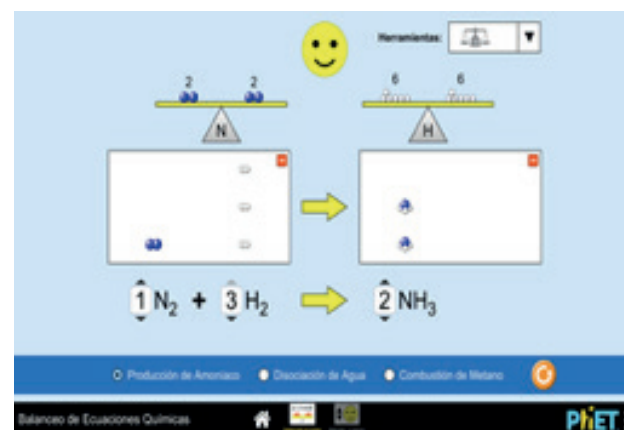 Herramientas:
2 2 6 6
N H
1 N₂ + 3 H₂ 2 NH₃
Producción de Amoniaco Disociación de Agua Combustión de Metano
Balanceo de Ecuaciones Químicas PhET